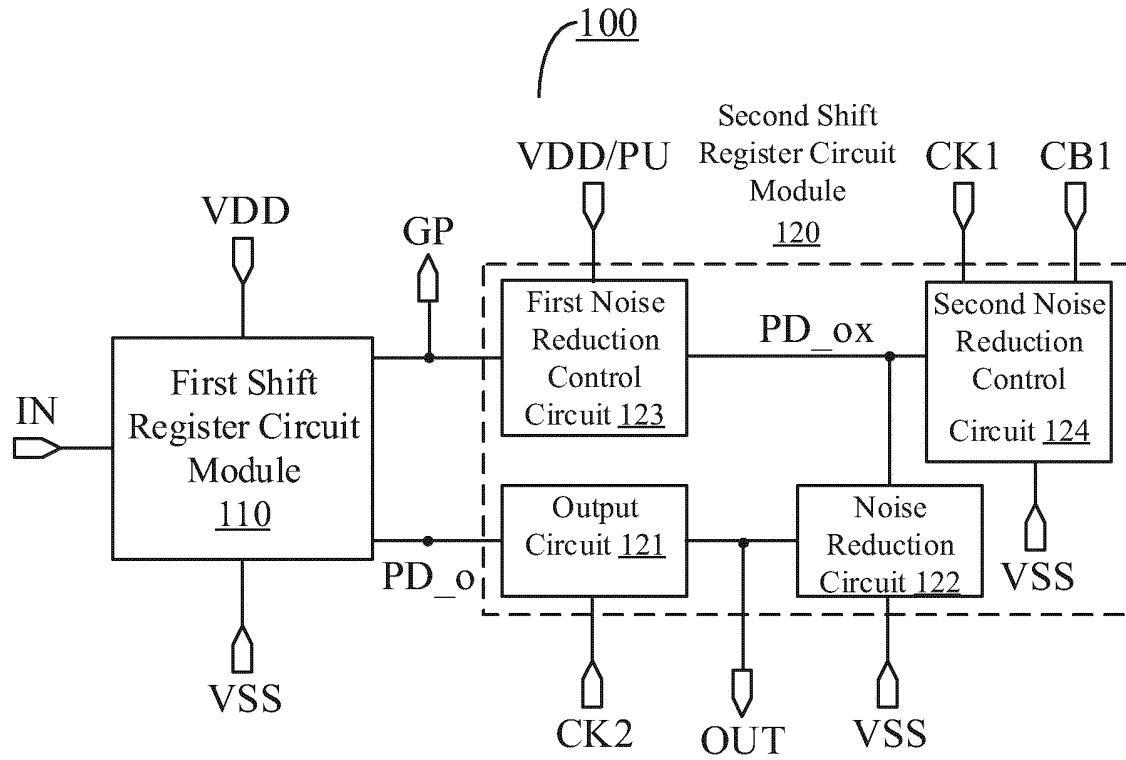 100
Second Shift
Register Circuit
Module
120
VDD/PU
CK1
CB1
VDD
GP
First Noise
Reduction
Control
Circuit 123
PD_ox
Second Noise
Reduction
Control
Circuit 124
IN
First Shift
Register Circuit
Module
110
Output
Circuit 121
Noise
Reduction
Circuit 122
PD_o
VSS
VSS
CK2
OUT
VSS